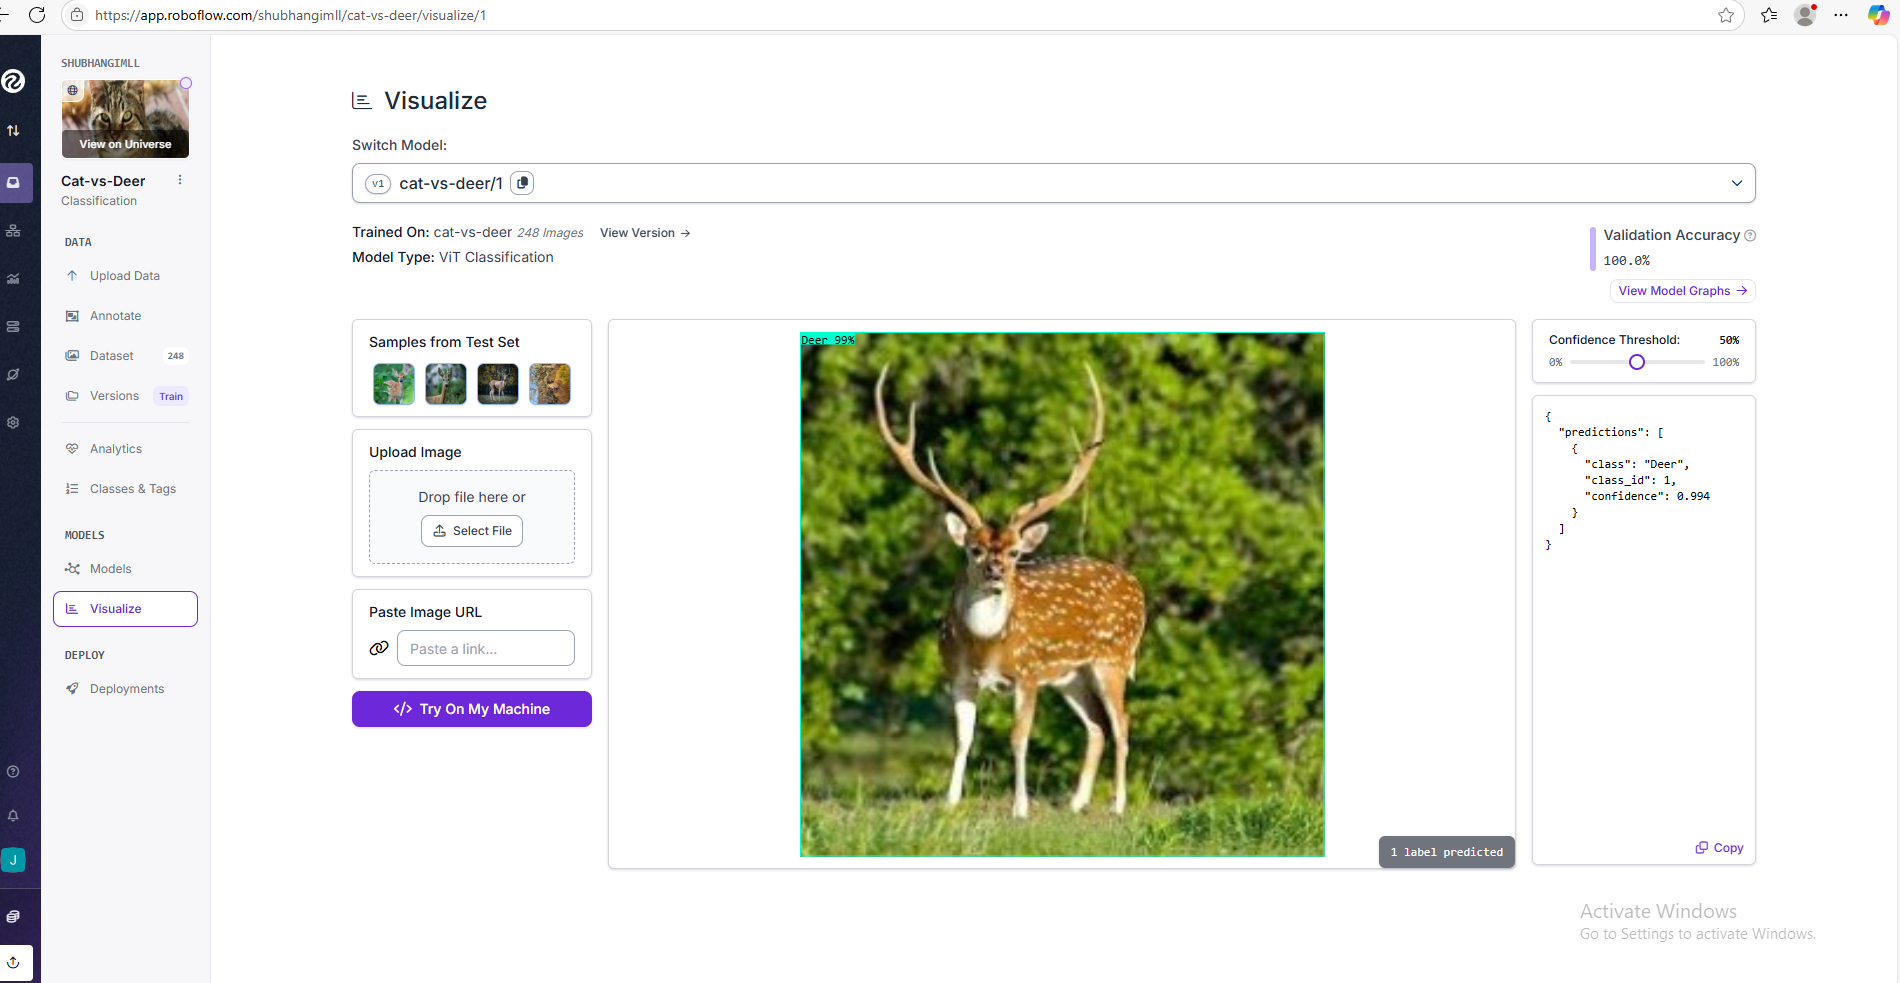 https://app.roboflow.com/shubhangimll/cat-vs-deer/visualize/1
SHUBHANGIMLL
View on Universe
Cat-vs-Deer
Classification
DATA
Upload Data
Annotate
Dataset 248
Versions Train
Analytics
Classes & Tags
MODELS
Models
Visualize
DEPLOY
Deployments
J
Visualize
Switch Model:
v1 cat-vs-deer/1
Trained On: cat-vs-deer 248 Images View Version →
Model Type: ViT Classification
Validation Accuracy ?
100.0%
View Model Graphs →
Samples from Test Set
Upload Image
Drop file here or
Select File
Paste Image URL
Paste a link...
</> Try On My Machine
Deer 99%
1 label predicted
Confidence Threshold: 50%
0% 100%
{
"predictions": [
{
"class": "Deer",
"class_id": 1,
"confidence": 0.994
}
]
}
Copy
Activate Windows
Go to Settings to activate Windows.